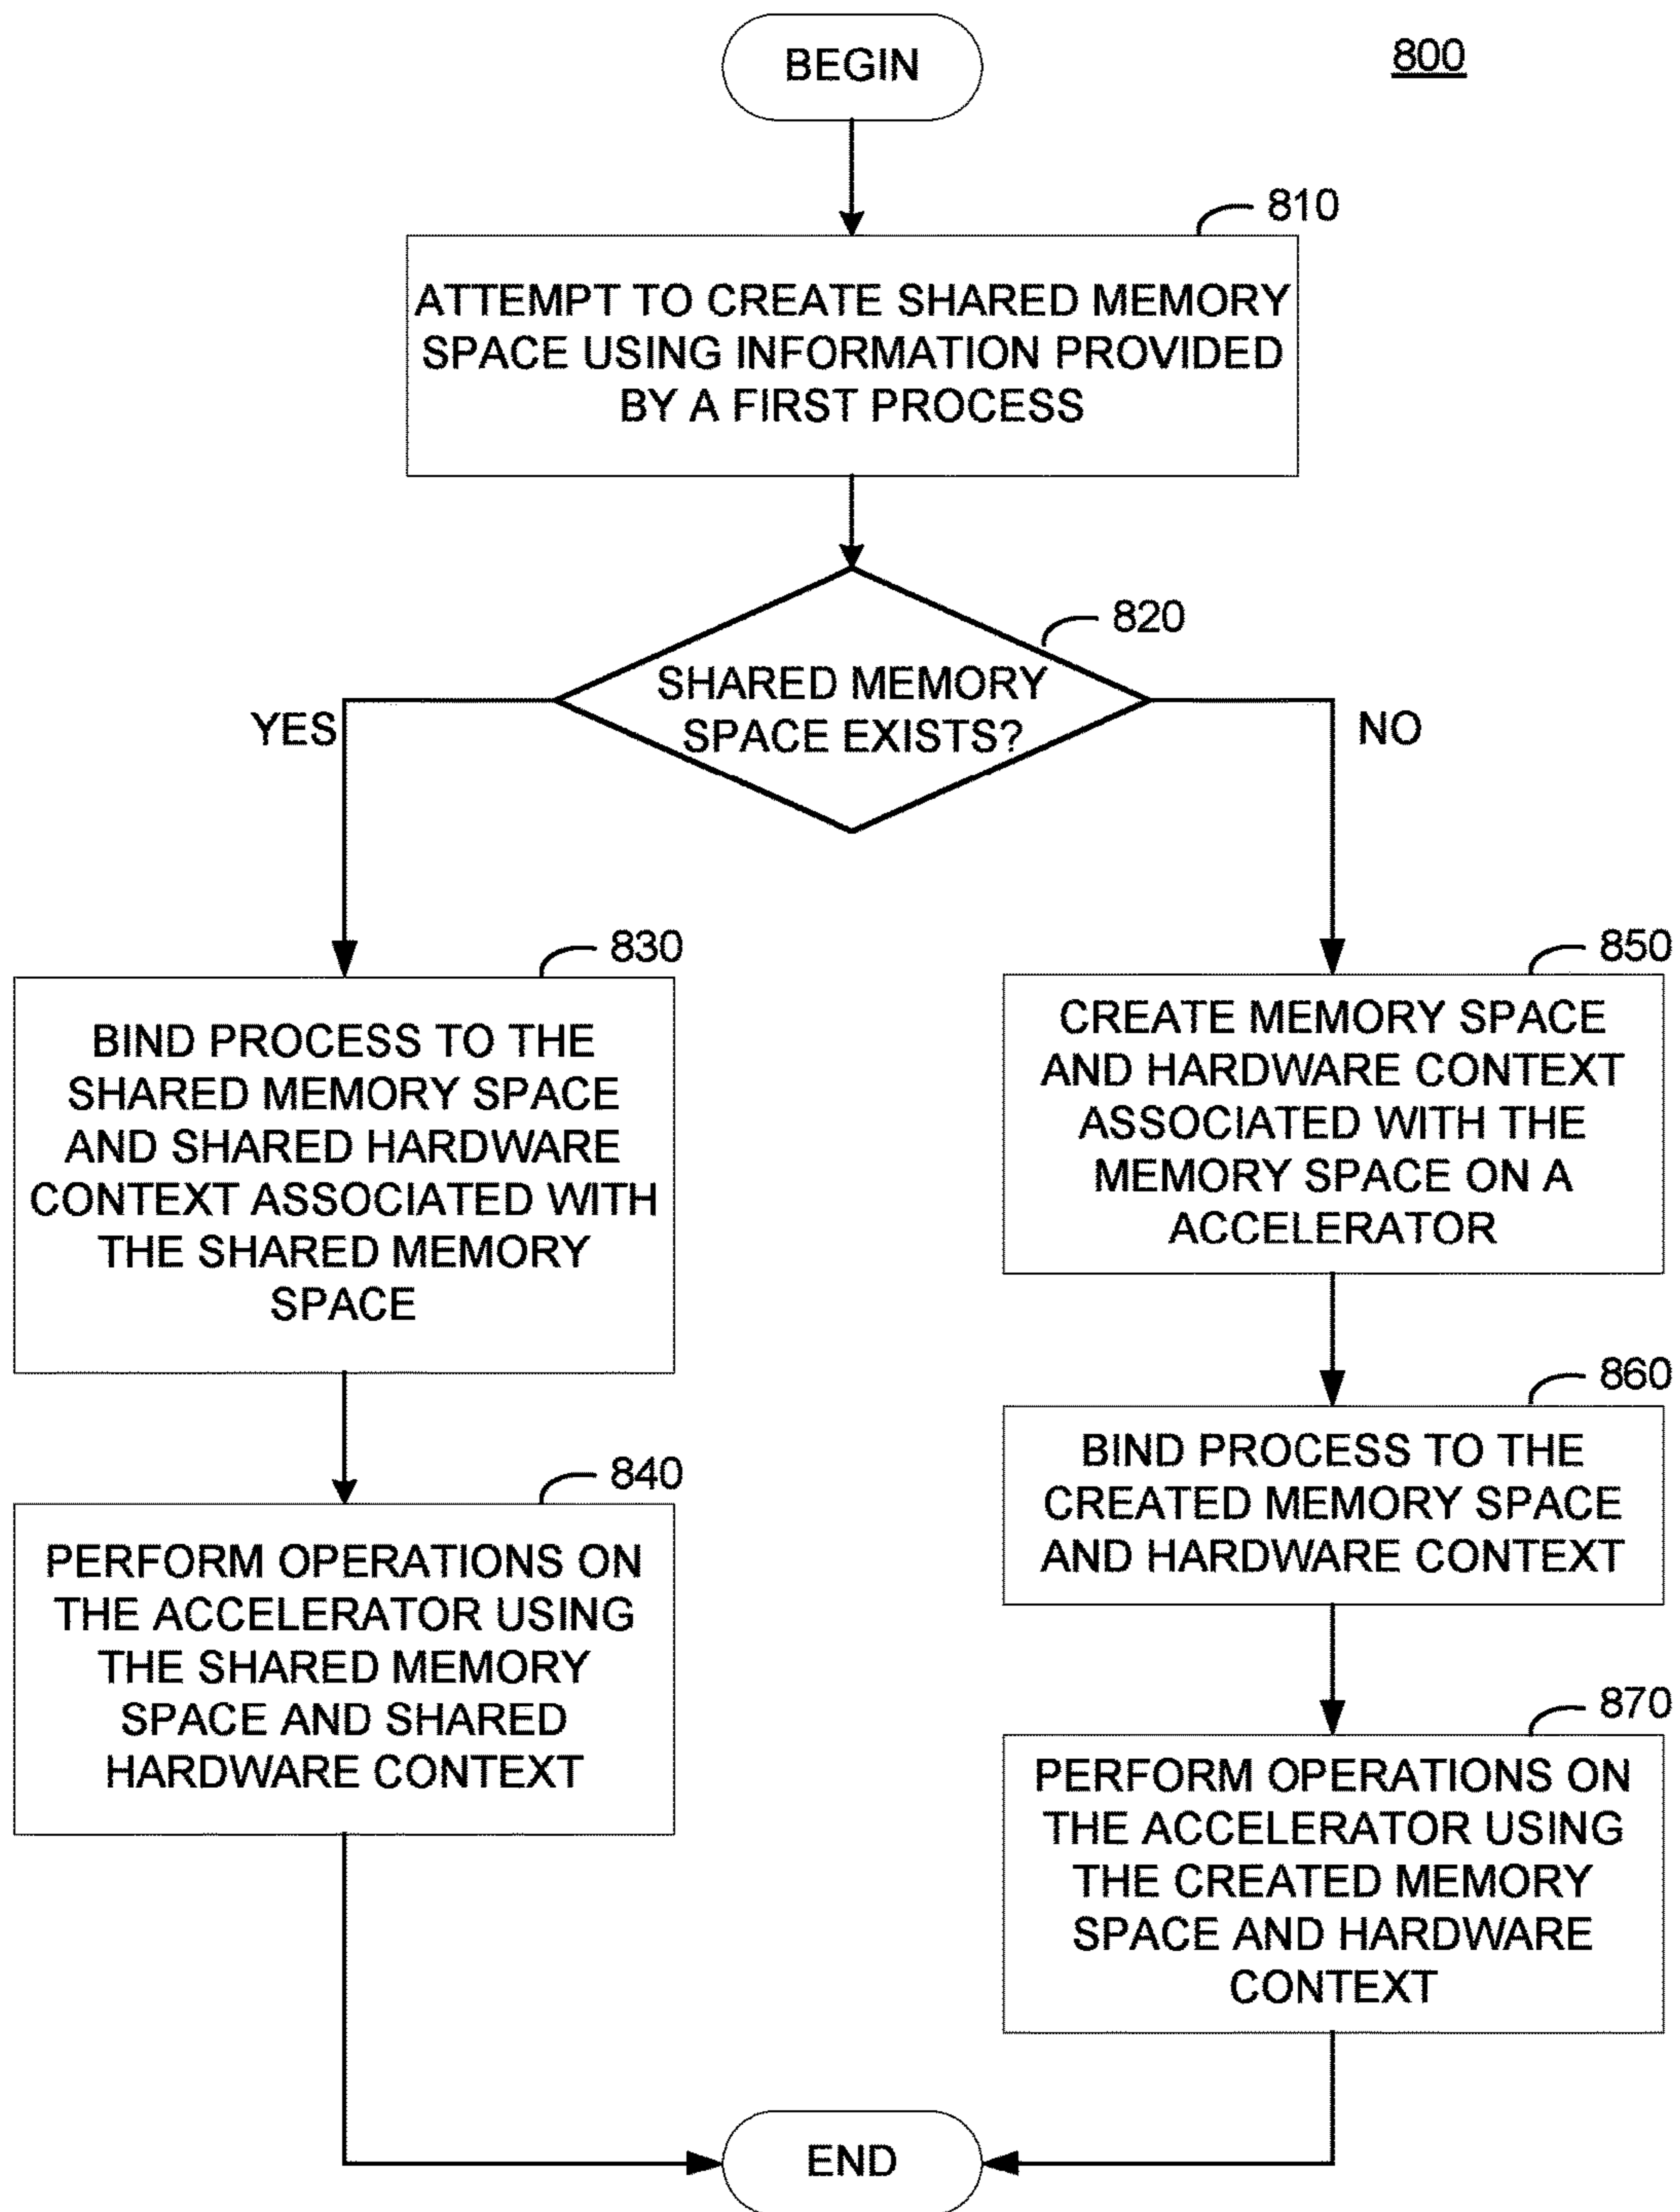 BEGIN
800
810
ATTEMPT TO CREATE SHARED MEMORY
SPACE USING INFORMATION PROVIDED
BY A FIRST PROCESS
820
SHARED MEMORY
SPACE EXISTS?
YES
NO
830
BIND PROCESS TO THE
SHARED MEMORY SPACE
AND SHARED HARDWARE
CONTEXT ASSOCIATED WITH
THE SHARED MEMORY
SPACE
840
PERFORM OPERATIONS ON
THE ACCELERATOR USING
THE SHARED MEMORY
SPACE AND SHARED
HARDWARE CONTEXT
850
CREATE MEMORY SPACE
AND HARDWARE CONTEXT
ASSOCIATED WITH THE
MEMORY SPACE ON A
ACCELERATOR
860
BIND PROCESS TO THE
CREATED MEMORY SPACE
AND HARDWARE CONTEXT
870
PERFORM OPERATIONS ON
THE ACCELERATOR USING
THE CREATED MEMORY
SPACE AND HARDWARE
CONTEXT
END